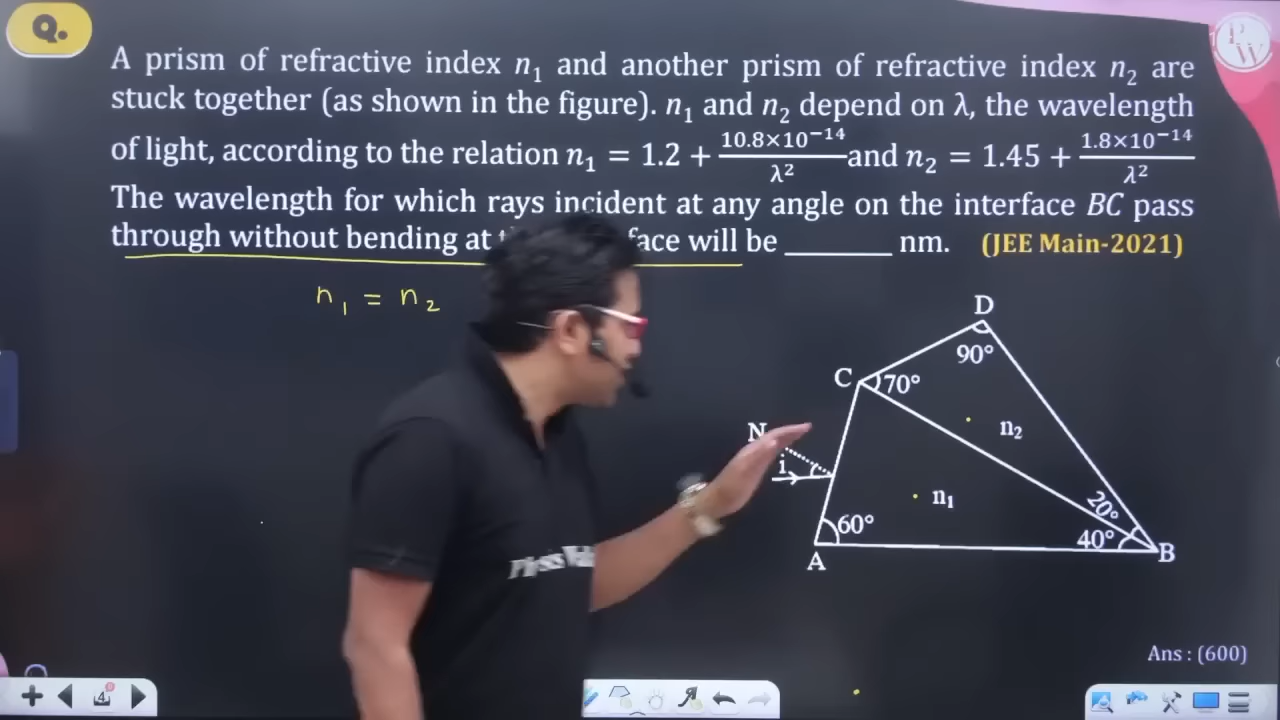 Q.
PW
A prism of refractive index n₁ and another prism of refractive index n₂ are
stuck together (as shown in the figure). n₁ and n₂ depend on λ, the wavelength
of light, according to the relation n₁ = 1.2 + 10.8×10⁻¹⁴/λ² and n₂ = 1.45 + 1.8×10⁻¹⁴/λ²
The wavelength for which rays incident at any angle on the interface BC pass
through without bending at face will be ______ nm. (JEE Main-2021)
n₁ = n₂
D
90°
C 70°
N
n₂
i
n₁
20°
60°
40°
A
B
Physics
Ans : (600)
4